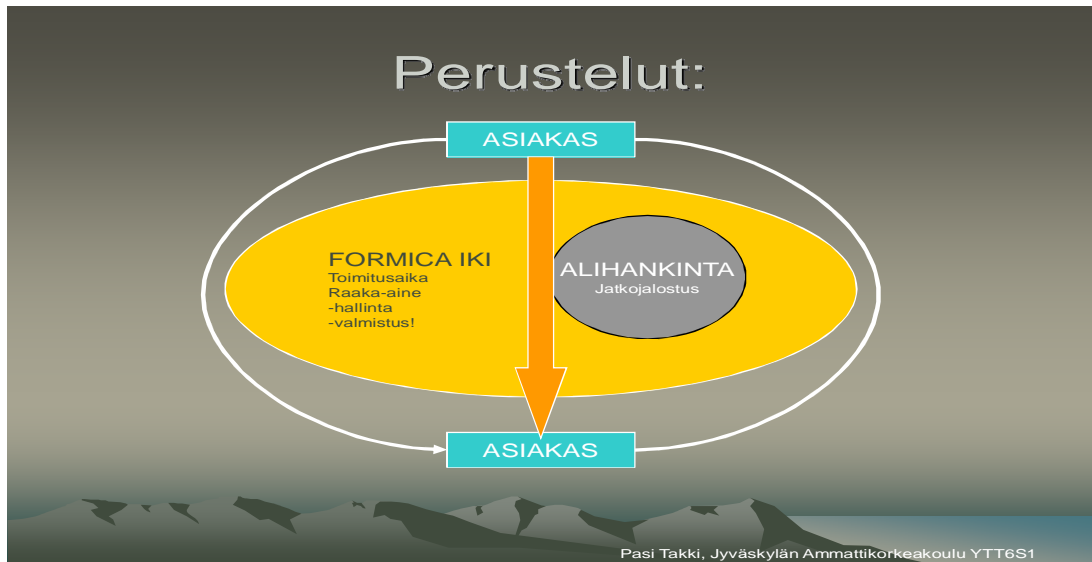 Perustelut:
ASIAKAS
FORMICA IKI
Toimitusaika
Raaka-aine
-hallinta
-valmistus!
ALIHANKINTA
Jatkojalostus
ASIAKAS
Pasi Takki, Jyväskylän Ammattikorkeakoulu YTT6S1